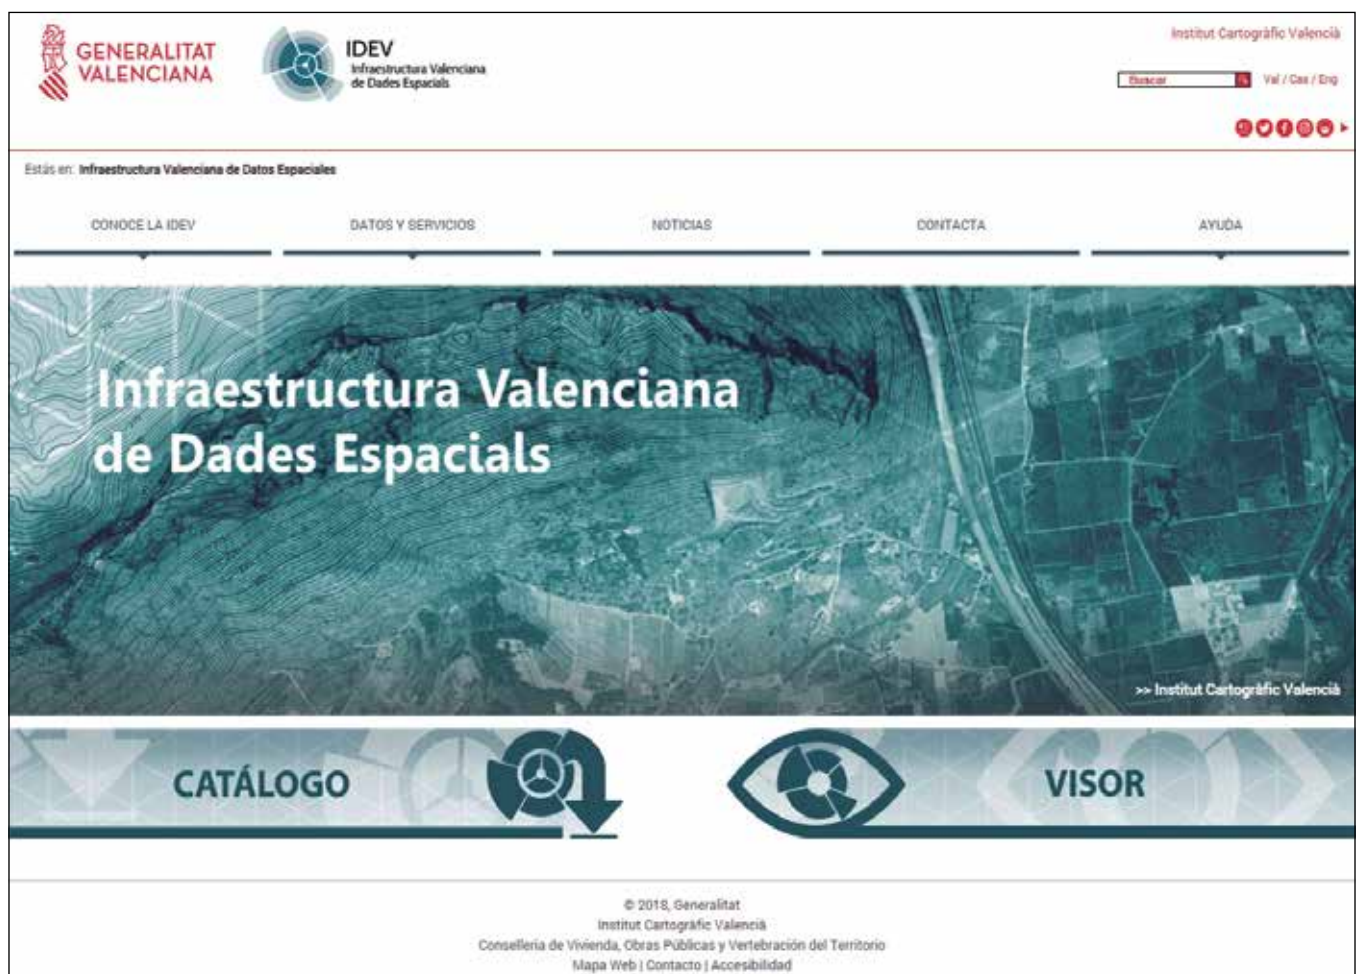 GENERALITAT
VALENCIANA
IDEV
Infraestructura Valenciana
de Dades Espacials
Institut Cartogràfic Valencià
Buscar
Val / Cas / Eng
Estás en: Infraestructura Valenciana de Datos Espaciales
CONOCE LA IDEV
DATOS Y SERVICIOS
NOTICIAS
CONTACTA
AYUDA
Infraestructura Valenciana
de Dades Espacials
>> Institut Cartogràfic Valencià
CATÁLOGO
VISOR
© 2018, Generalitat
Institut Cartogràfic Valencià
Conselleria de Vivienda, Obras Públicas y Vertebración del Territorio
Mapa Web | Contacto | Accesibilidad